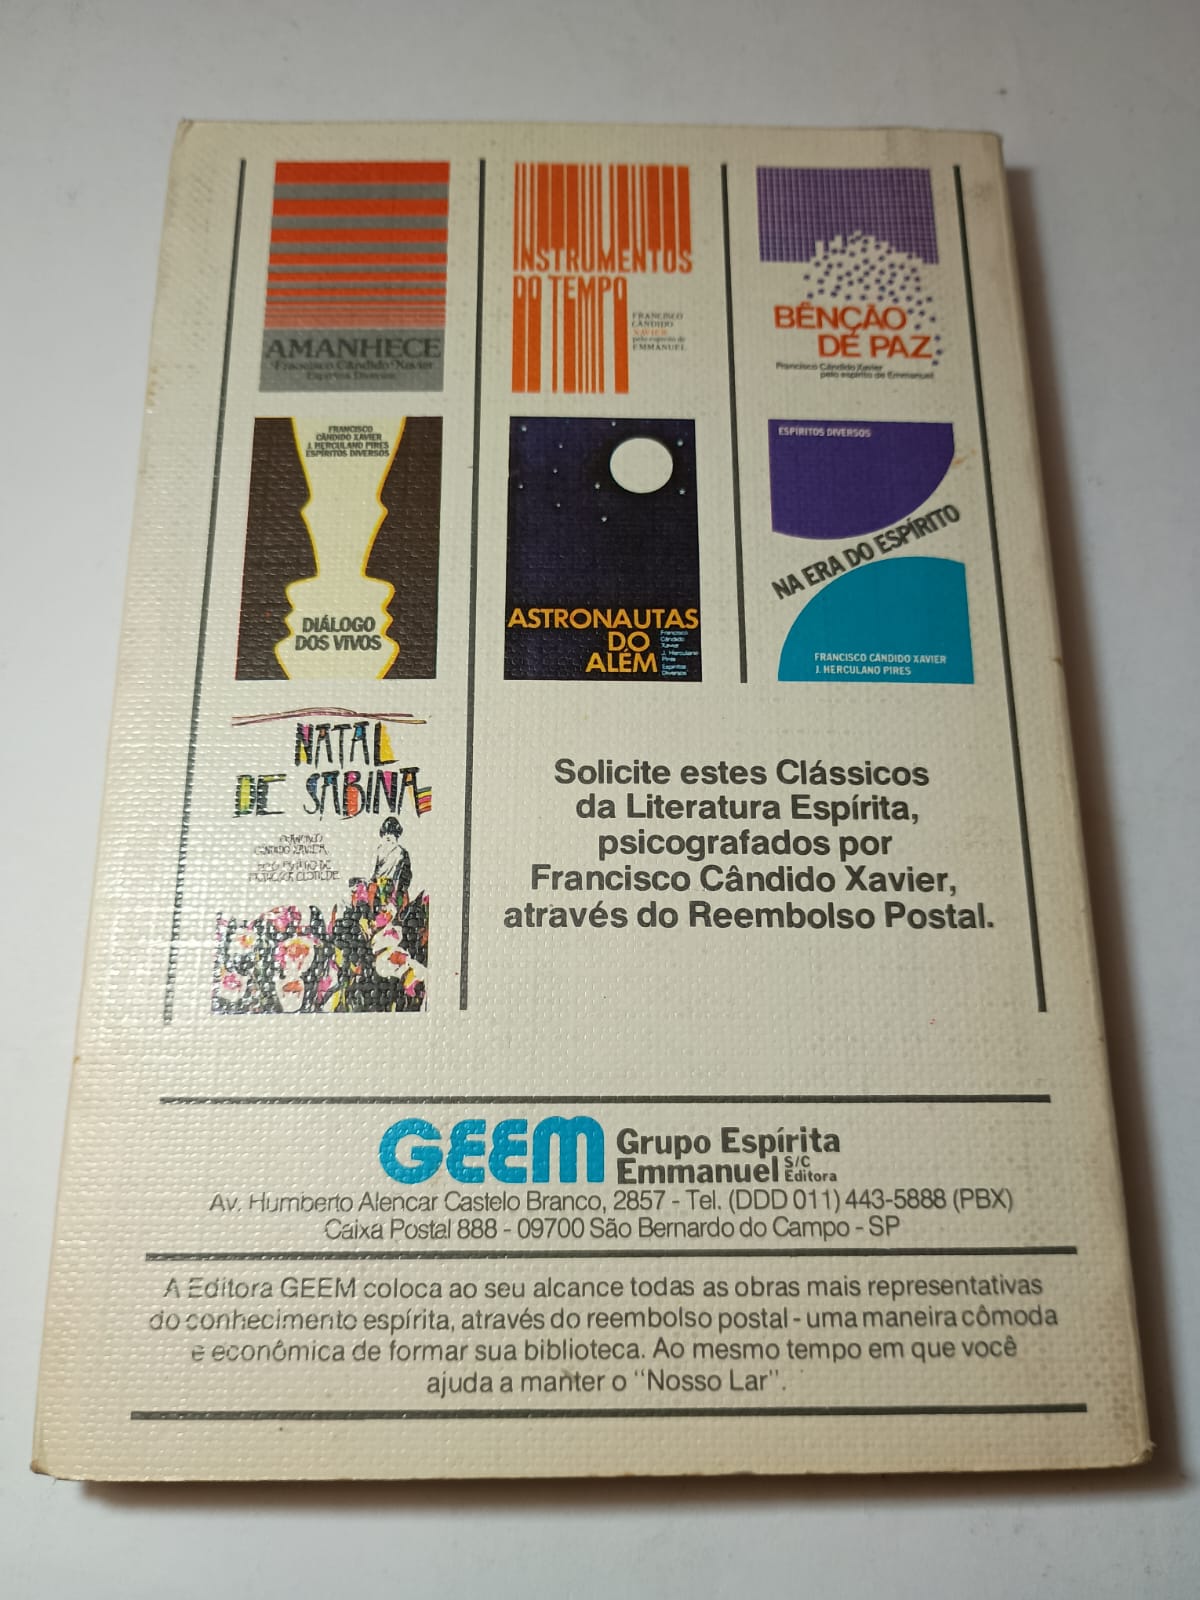 AMANHECE
Francisco Cândido Xavier
Espíritos Diversos
INSTRUMENTOS
DO TEMPO
FRANCISCO
CÂNDIDO
XAVIER
pelo espírito de
EMMANUEL
BÊNÇÃO
DE PAZ
Francisco Cândido Xavier
pelo espírito de Emmanuel
FRANCISCO
CÂNDIDO XAVIER
J. HERCULANO PIRES
ESPÍRITOS DIVERSOS
DIÁLOGO
DOS VIVOS
ASTRONAUTAS
DO
ALÉM
Francisco
Cândido
Xavier
J. Herculano
Pires
Espíritos
Diversos
ESPÍRITOS DIVERSOS
NA ERA DO ESPÍRITO
FRANCISCO CÂNDIDO XAVIER
J. HERCULANO PIRES
NATAL
DE SABINA
FRANCISCO
CÂNDIDO XAVIER
PELO ESPÍRITO DE
FRANCISCA CLOTILDE
Solicite estes Clássicos
da Literatura Espírita,
psicografados por
Francisco Cândido Xavier,
através do Reembolso Postal.
GEEM Grupo Espírita
Emmanuel S/C Editora
Av. Humberto Alencar Castelo Branco, 2857 - Tel. (DDD 011) 443-5888 (PBX)
Caixa Postal 888 - 09700 São Bernardo do Campo - SP
A Editora GEEM coloca ao seu alcance todas as obras mais representativas
do conhecimento espírita, através do reembolso postal - uma maneira cômoda
e econômica de formar sua biblioteca. Ao mesmo tempo em que você
ajuda a manter o "Nosso Lar".